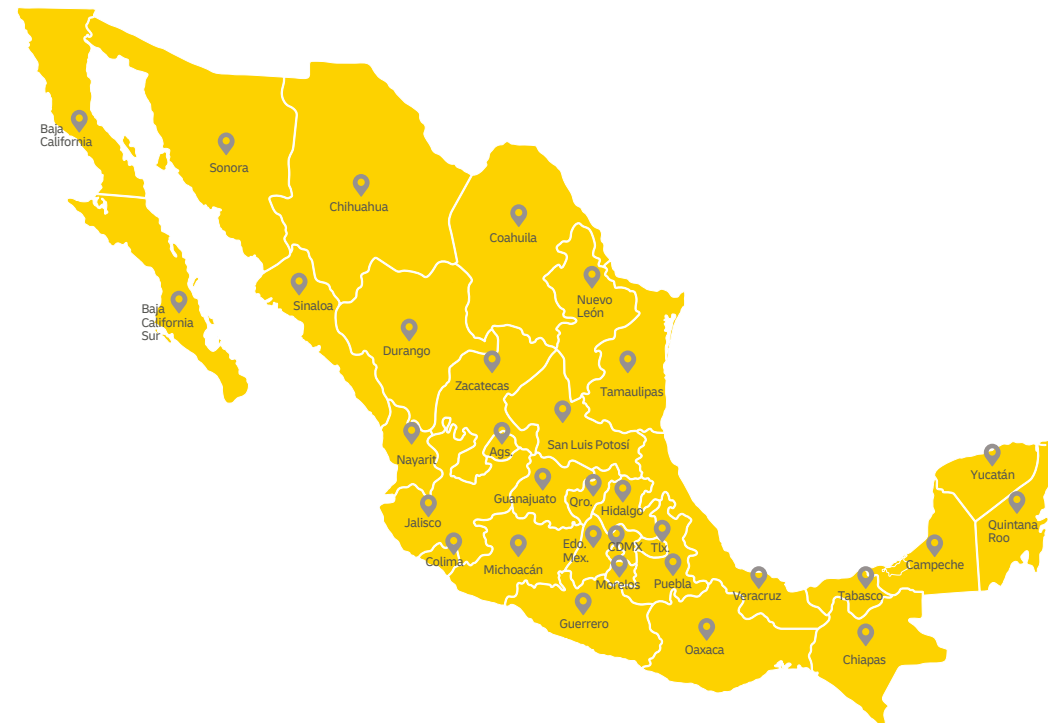 Baja
California
Sonora
Chihuahua
Coahuila
Baja
California
Sur
Sinaloa
Nuevo
León
Durango
Zacatecas
Tamaulipas
Nayarit
Ags.
San Luis Potosí
Guanajuato
Qro.
Hidalgo
Jalisco
Colima
Michoacán
Edo.
Mex.
CDMX
Tlx.
Morelos
Puebla
Guerrero
Oaxaca
Veracruz
Tabasco
Chiapas
Campeche
Yucatán
Quintana
Roo